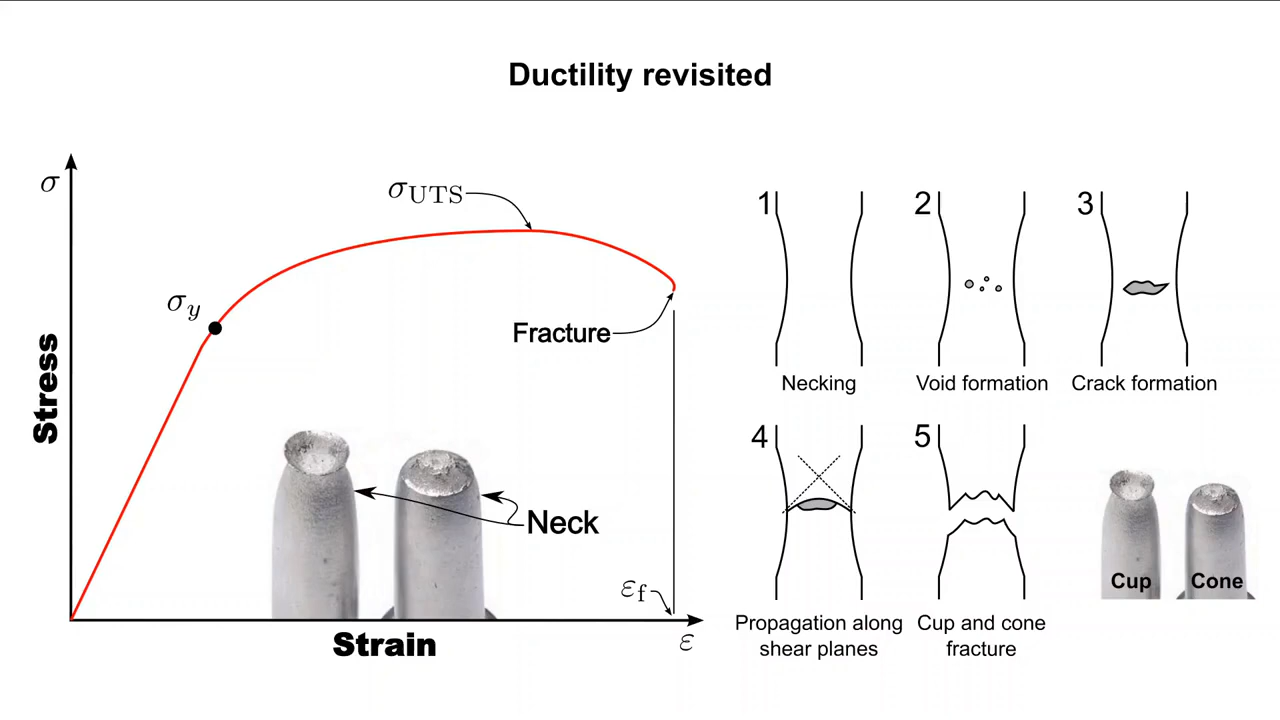 Ductility revisited
σ
σUTS
σy
Fracture
Stress
Neck
εf
Strain
ε
1
2
3
Necking
Void formation
Crack formation
4
5
Propagation along
shear planes
Cup and cone
fracture
Cup
Cone